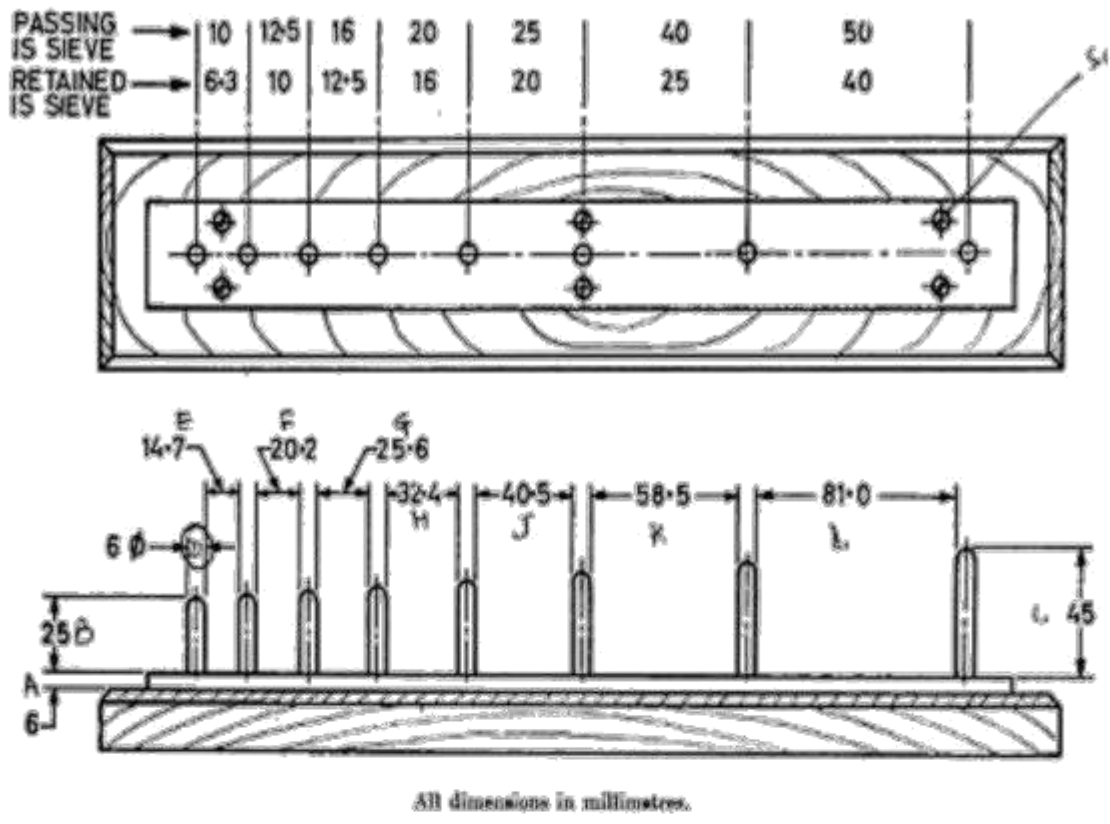 PASSING 10 12·5 16 20 25 40 50
IS SIEVE
RETAINED 6·3 10 12·5 16 20 25 40
IS SIEVE
E F G
14·7 20·2 25·6
32·4 40·5 58·5 81·0
H J K L
6 Ø
25 B
45
A
6
All dimensions in millimetres.